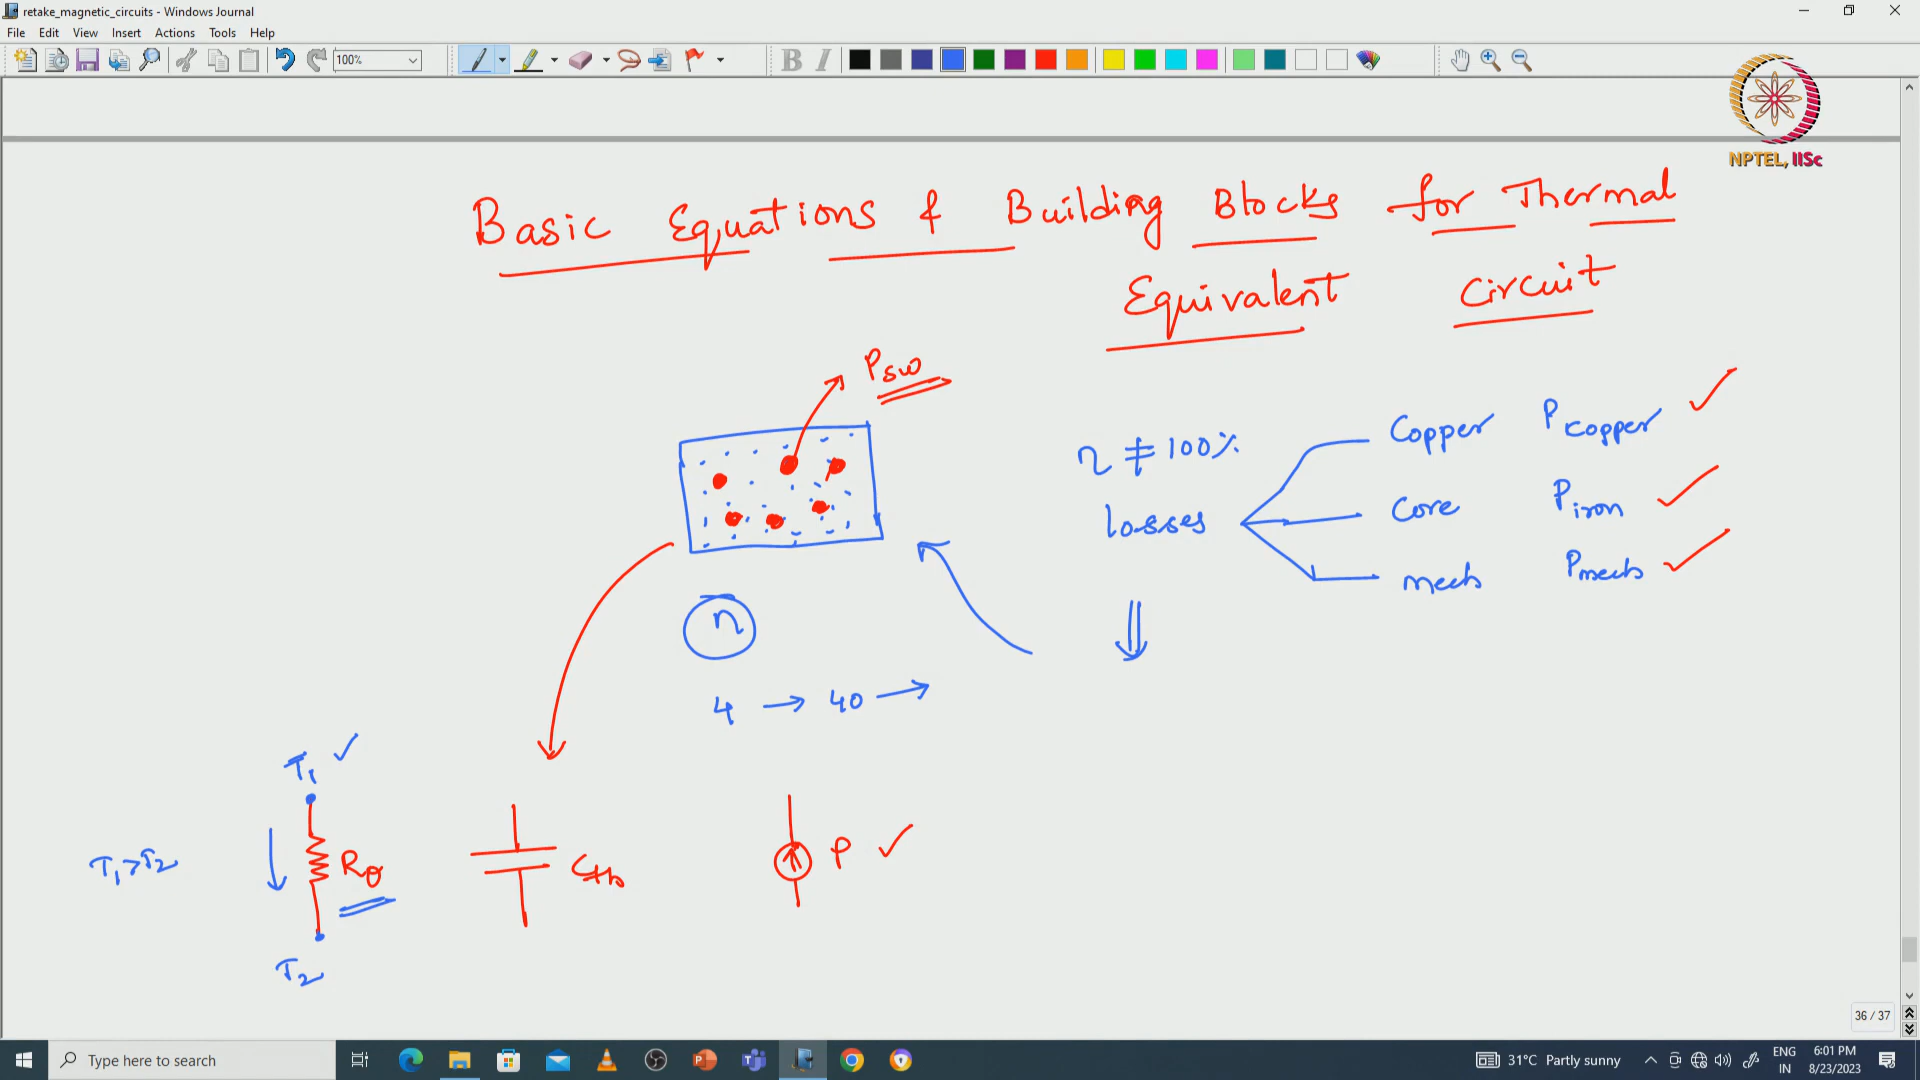 retake_magnetic_circuits - Windows Journal
File Edit View Insert Actions Tools Help
100%
B I
NPTEL, IISc
Basic Equations & Building Blocks for Thermal
Equivalent Circuit
Psw
η ≠ 100%
losses
Copper Pcopper ✓
Core Piron ✓
mech Pmech ✓
n
4 → 40 →
T1 ✓
T1 > T2
Rθ
Cth
P ✓
T2
36 / 37
Type here to search
31°C Partly sunny
ENG
IN
6:01 PM
8/23/2023